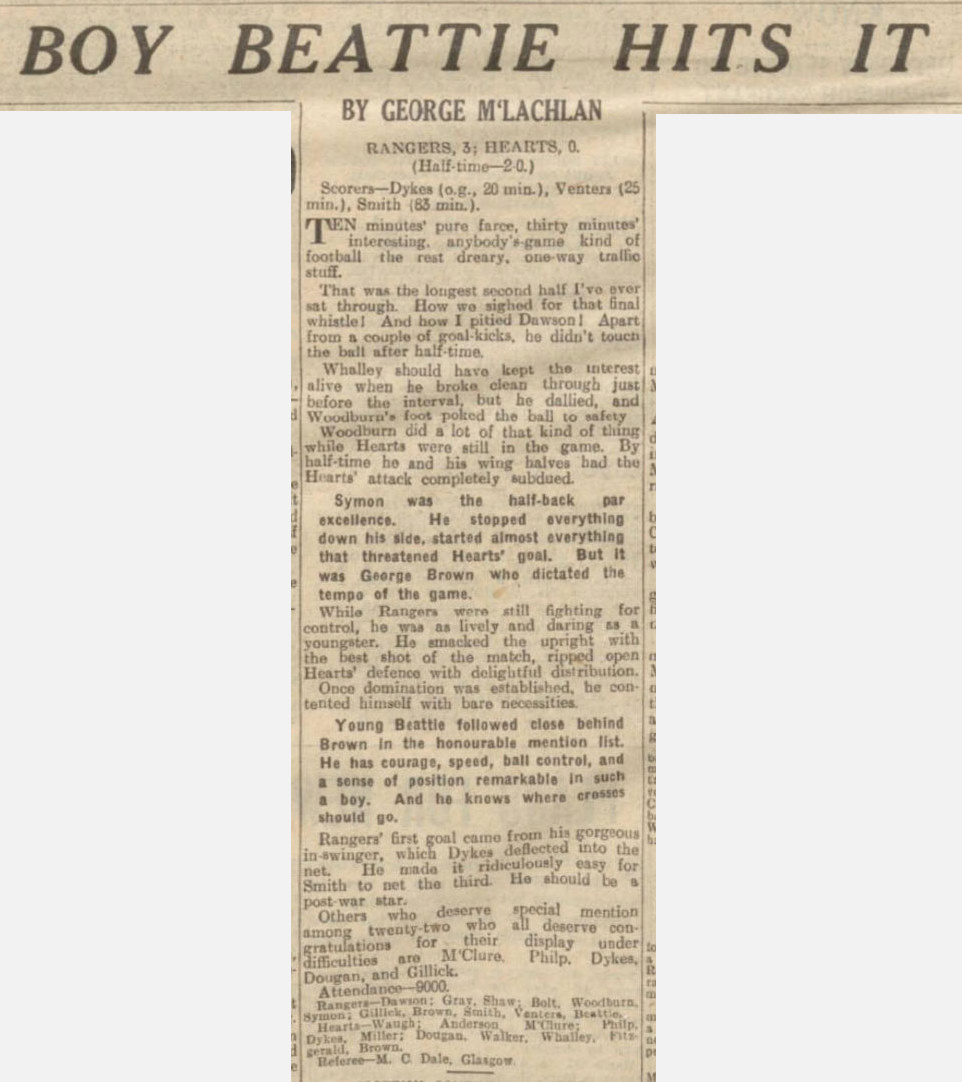 BOY BEATTIE HITS IT
BY GEORGE M'LACHLAN
RANGERS, 3; HEARTS, 0.
(Half-time—2-0.)
Scorers—Dykes (o.g., 20 min.), Venters (25
min.), Smith (83 min.).
TEN minutes' pure farce, thirty minutes'
interesting, anybody's-game kind of
football the rest dreary, one-way traffic
stuff.
That was the longest second half I've ever
sat through. How we sighed for that final
whistle! And how I pitied Dawson! Apart
from a couple of goal-kicks, he didn't touch
the ball after half-time.
Whalley should have kept the interest
alive when he broke clean through just
before the interval, but he dallied, and
Woodburn's foot poked the ball to safety
Woodburn did a lot of that kind of thing
while Hearts were still in the game. By
half-time he and his wing halves had the
Hearts' attack completely subdued.
Symon was the half-back par
excellence. He stopped everything
down his side, started almost everything
that threatened Hearts' goal. But it
was George Brown who dictated the
tempo of the game.
While Rangers were still fighting for
control, he was as lively and daring as a
youngster. He smacked the upright with
the best shot of the match, ripped open
Hearts' defence with delightful distribution.
Once domination was established, he con-
tented himself with bare necessities.
Young Beattie followed close behind
Brown in the honourable mention list.
He has courage, speed, ball control, and
a sense of position remarkable in such
a boy. And he knows where crosses
should go.
Rangers' first goal came from his gorgeous
in-swinger, which Dykes deflected into the
net. He made it ridiculously easy for
Smith to net the third. He should be a
post-war star.
Others who deserve special mention
among twenty-two who all deserve con-
gratulations for their display under
difficulties are M'Clure, Philp, Dykes,
Dougan, and Gillick.
Attendance—9000.
Rangers—Dawson; Gray, Shaw; Bolt, Woodburn,
Symon; Gillick, Brown, Smith, Venters, Beattie.
Hearts—Waugh; Anderson, M'Clure; Philp,
Dykes, Miller; Dougan, Walker, Whalley, Fitz-
gerald, Brown.
Referee—M. C. Dale, Glasgow.